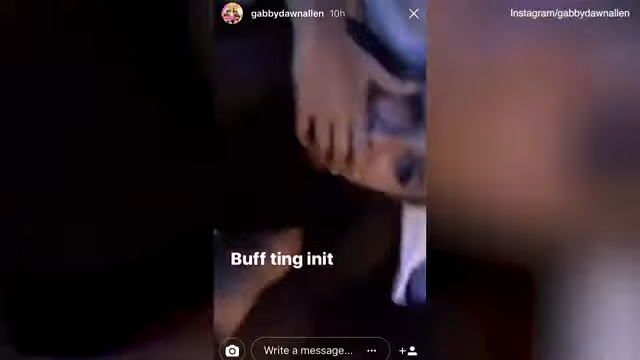 gabbydawnallen 10h
Instagram/gabbydawnallen
Buff ting init
Write a message...